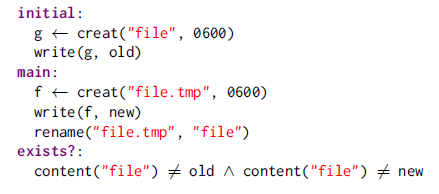 initial:
g ← creat("file", 0600)
write(g, old)
main:
f ← creat("file.tmp", 0600)
write(f, new)
rename("file.tmp", "file")
exists?:
content("file") ≠ old ∧ content("file") ≠ new